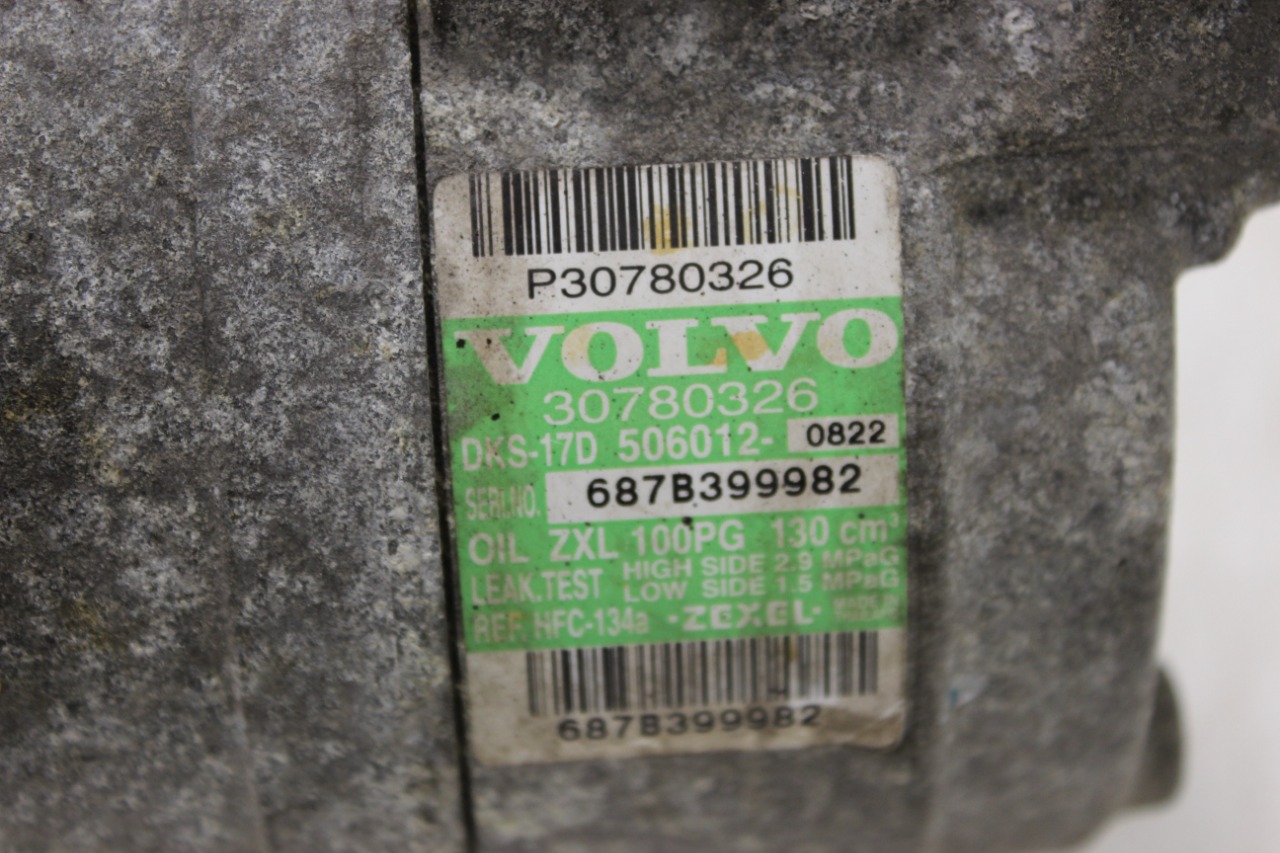 P30780326
VOLVO
30780326
DKS-17D 506012- 0822
SERI.NO. 687B399982
OIL ZXL 100PG 130 cm³
LEAK.TEST HIGH SIDE 2.9 MPaG
LOW SIDE 1.5 MPaG
REF. HFC-134a ·ZEXEL·
687B399982